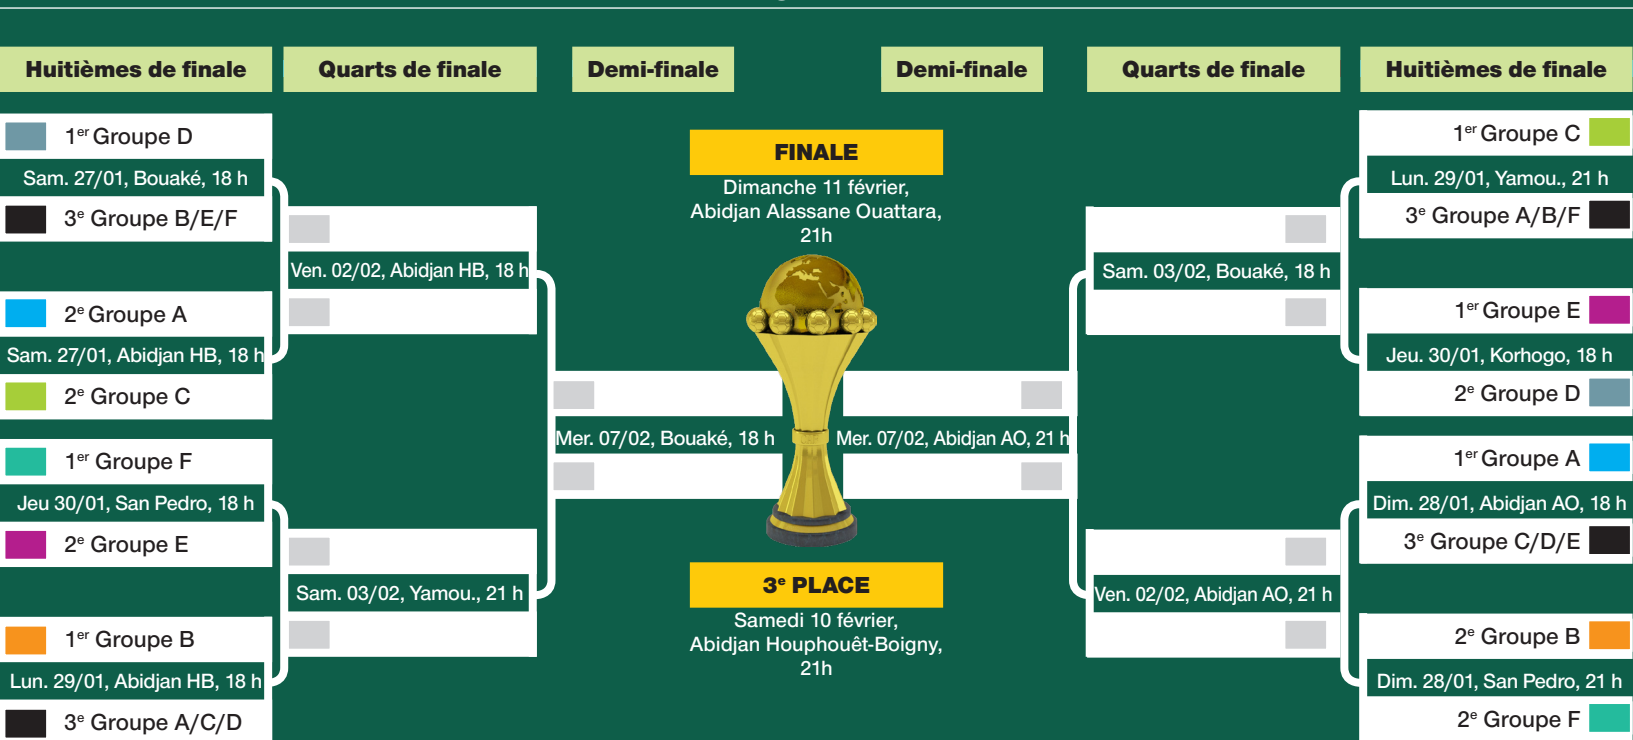 Huitièmes de finale
Quarts de finale
Demi-finale
Demi-finale
Quarts de finale
Huitièmes de finale
1er Groupe D
Sam. 27/01, Bouaké, 18 h
3e Groupe B/E/F
2e Groupe A
Sam. 27/01, Abidjan HB, 18 h
2e Groupe C
1er Groupe F
Jeu 30/01, San Pedro, 18 h
2e Groupe E
1er Groupe B
Lun. 29/01, Abidjan HB, 18 h
3e Groupe A/C/D
Ven. 02/02, Abidjan HB, 18 h
Sam. 03/02, Yamou., 21 h
Mer. 07/02, Bouaké, 18 h
FINALE
Dimanche 11 février,
Abidjan Alassane Ouattara,
21h
3e PLACE
Samedi 10 février,
Abidjan Houphouêt-Boigny,
21h
Mer. 07/02, Abidjan AO, 21 h
Sam. 03/02, Bouaké, 18 h
Ven. 02/02, Abidjan AO, 21 h
1er Groupe C
Lun. 29/01, Yamou., 21 h
3e Groupe A/B/F
1er Groupe E
Jeu. 30/01, Korhogo, 18 h
2e Groupe D
1er Groupe A
Dim. 28/01, Abidjan AO, 18 h
3e Groupe C/D/E
2e Groupe B
Dim. 28/01, San Pedro, 21 h
2e Groupe F